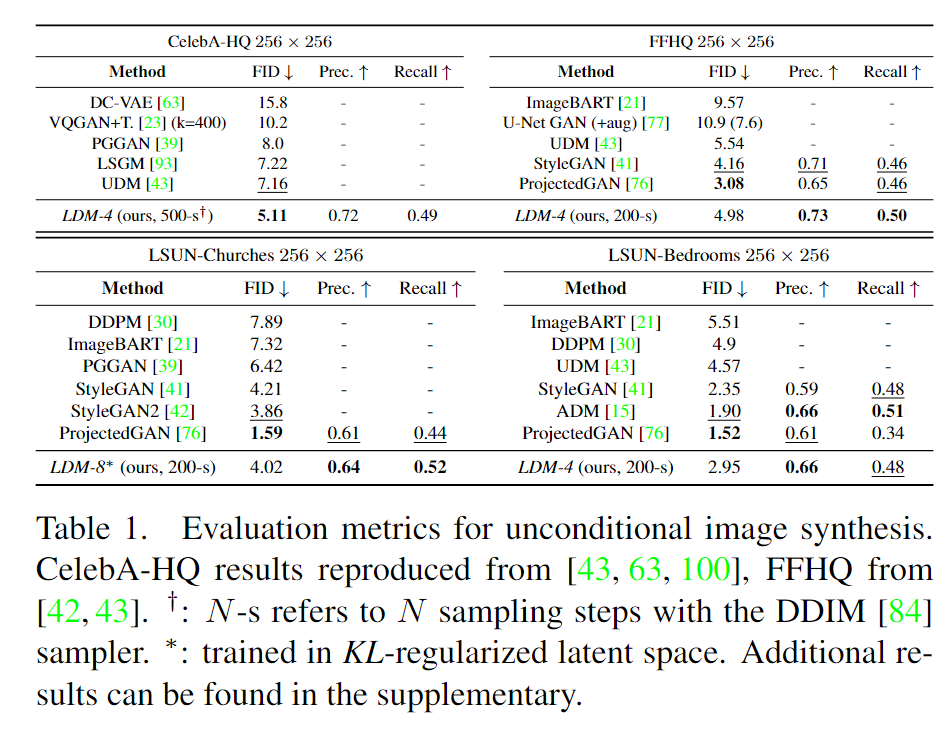 CelebA-HQ 256 × 256
Method FID ↓ Prec. ↑ Recall ↑
DC-VAE [63] 15.8 - -
VQGAN+T. [23] (k=400) 10.2 - -
PGGAN [39] 8.0 - -
LSGM [93] 7.22 - -
UDM [43] 7.16 - -
LDM-4 (ours, 500-s†) 5.11 0.72 0.49
FFHQ 256 × 256
Method FID ↓ Prec. ↑ Recall ↑
ImageBART [21] 9.57 - -
U-Net GAN (+aug) [77] 10.9 (7.6) - -
UDM [43] 5.54 - -
StyleGAN [41] 4.16 0.71 0.46
ProjectedGAN [76] 3.08 0.65 0.46
LDM-4 (ours, 200-s) 4.98 0.73 0.50
LSUN-Churches 256 × 256
Method FID ↓ Prec. ↑ Recall ↑
DDPM [30] 7.89 - -
ImageBART [21] 7.32 - -
PGGAN [39] 6.42 - -
StyleGAN [41] 4.21 - -
StyleGAN2 [42] 3.86 - -
ProjectedGAN [76] 1.59 0.61 0.44
LDM-8* (ours, 200-s) 4.02 0.64 0.52
LSUN-Bedrooms 256 × 256
Method FID ↓ Prec. ↑ Recall ↑
ImageBART [21] 5.51 - -
DDPM [30] 4.9 - -
UDM [43] 4.57 - -
StyleGAN [41] 2.35 0.59 0.48
ADM [15] 1.90 0.66 0.51
ProjectedGAN [76] 1.52 0.61 0.34
LDM-4 (ours, 200-s) 2.95 0.66 0.48
Table 1. Evaluation metrics for unconditional image synthesis.
CelebA-HQ results reproduced from [43, 63, 100], FFHQ from
[42, 43]. †: N-s refers to N sampling steps with the DDIM [84]
sampler. *: trained in KL-regularized latent space. Additional re-
sults can be found in the supplementary.